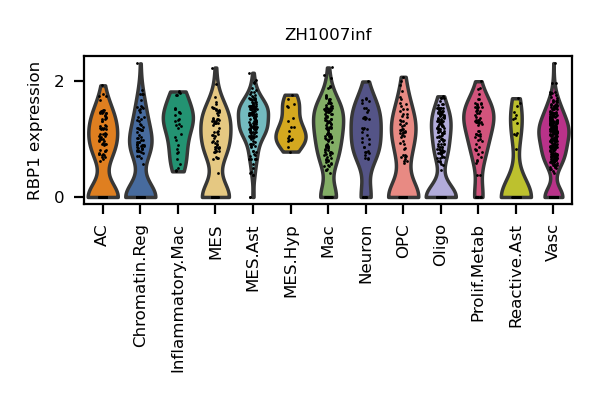 ZH1007inf
RBP1 expression
2
0
AC
Chromatin.Reg
Inflammatory.Mac
MES
MES.Ast
MES.Hyp
Mac
Neuron
OPC
Oligo
Prolif.Metab
Reactive.Ast
Vasc